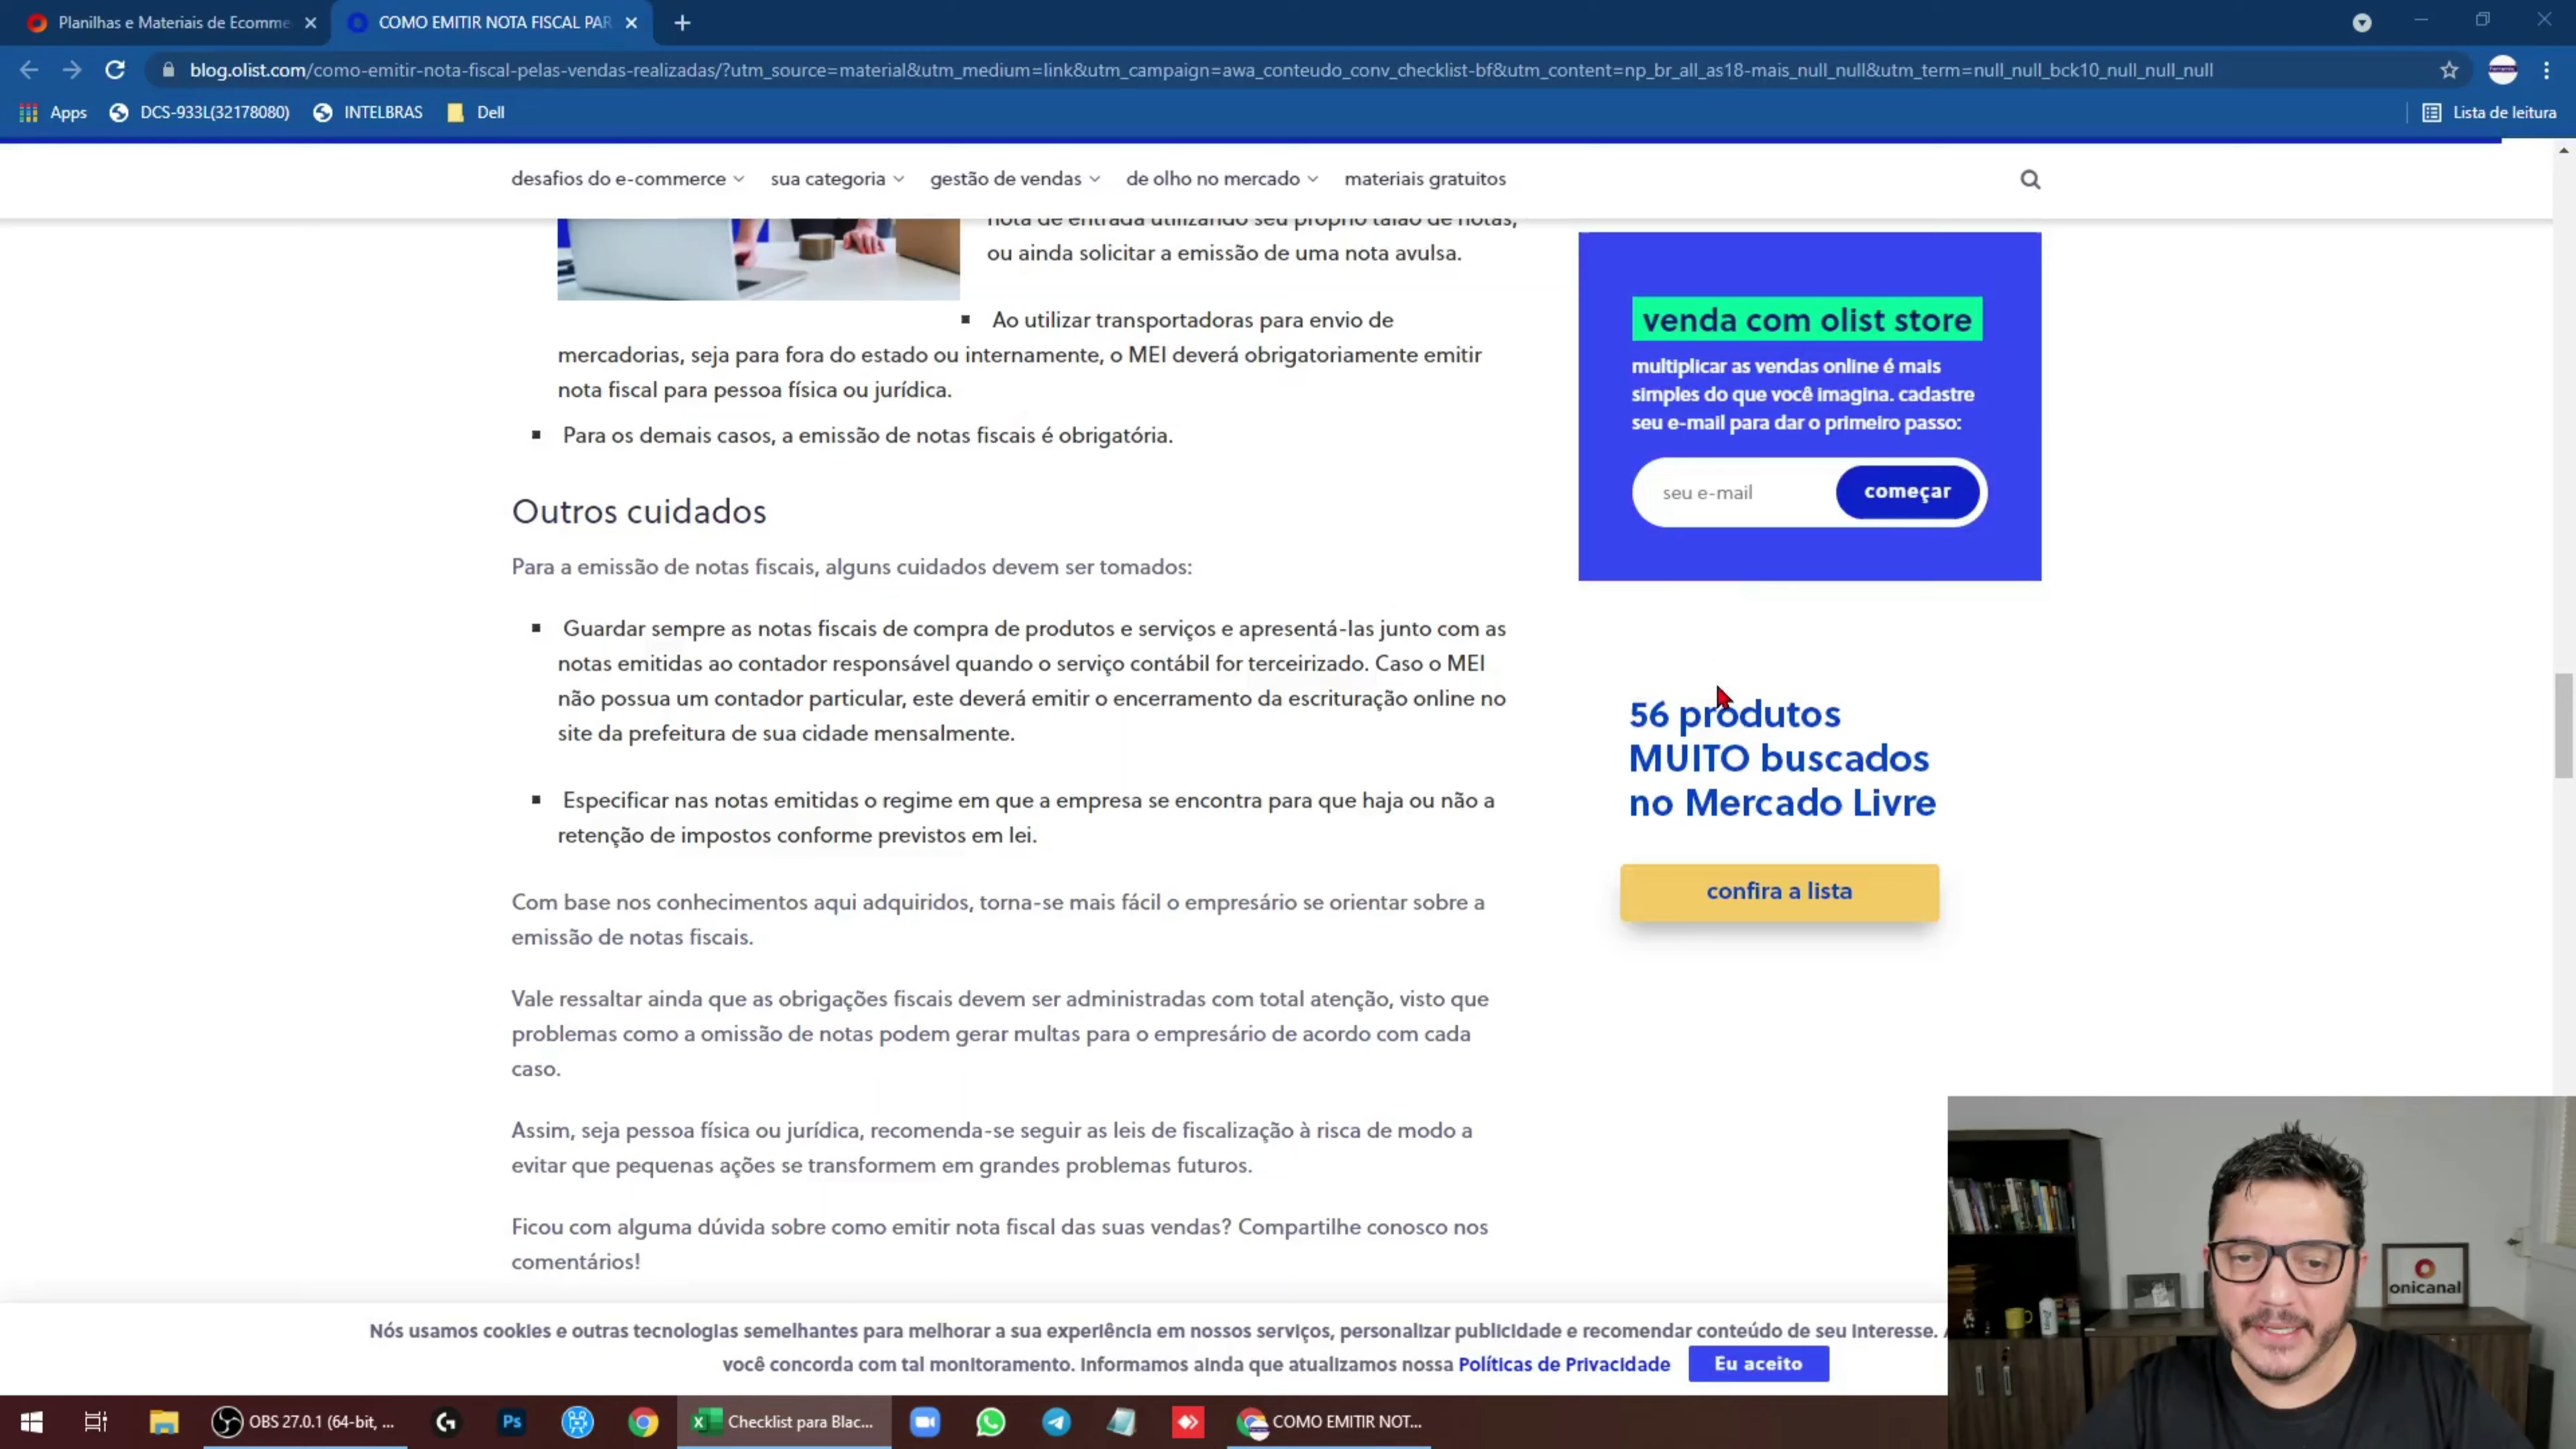 Planilhas e Materiais de Ecomme
COMO EMITIR NOTA FISCAL PAR
blog.olist.com/como-emitir-nota-fiscal-pelas-vendas-realizadas/?utm_source=material&utm_medium=link&utm_campaign=awa_conteudo_conv_checklist-bf&utm_content=np_br_all_as18-mais_null_null&utm_term=null_null_bck10_null_null_null
Apps
DCS-933L(32178080)
INTELBRAS
Dell
Lista de leitura
desafios do e-commerce
sua categoria
gestão de vendas
de olho no mercado
materiais gratuitos
nota de entrada utilizando seu próprio talão de notas,
ou ainda solicitar a emissão de uma nota avulsa.
▪ Ao utilizar transportadoras para envio de
mercadorias, seja para fora do estado ou internamente, o MEI deverá obrigatoriamente emitir
nota fiscal para pessoa física ou jurídica.
▪ Para os demais casos, a emissão de notas fiscais é obrigatória.
Outros cuidados
Para a emissão de notas fiscais, alguns cuidados devem ser tomados:
▪ Guardar sempre as notas fiscais de compra de produtos e serviços e apresentá-las junto com as
notas emitidas ao contador responsável quando o serviço contábil for terceirizado. Caso o MEI
não possua um contador particular, este deverá emitir o encerramento da escrituração online no
site da prefeitura de sua cidade mensalmente.
▪ Especificar nas notas emitidas o regime em que a empresa se encontra para que haja ou não a
retenção de impostos conforme previstos em lei.
Com base nos conhecimentos aqui adquiridos, torna-se mais fácil o empresário se orientar sobre a
emissão de notas fiscais.
Vale ressaltar ainda que as obrigações fiscais devem ser administradas com total atenção, visto que
problemas como a omissão de notas podem gerar multas para o empresário de acordo com cada
caso.
Assim, seja pessoa física ou jurídica, recomenda-se seguir as leis de fiscalização à risca de modo a
evitar que pequenas ações se transformem em grandes problemas futuros.
Ficou com alguma dúvida sobre como emitir nota fiscal das suas vendas? Compartilhe conosco nos
comentários!
venda com olist store
multiplicar as vendas online é mais
simples do que você imagina. cadastre
seu e-mail para dar o primeiro passo:
seu e-mail
começar
56 produtos
MUITO buscados
no Mercado Livre
confira a lista
onicanal
Nós usamos cookies e outras tecnologias semelhantes para melhorar a sua experiência em nossos serviços, personalizar publicidade e recomendar conteúdo de seu interesse.
você concorda com tal monitoramento. Informamos ainda que atualizamos nossa Políticas de Privacidade
Eu aceito
OBS 27.0.1 (64-bit, ...
Ps
Checklist para Blac...
COMO EMITIR NOT...